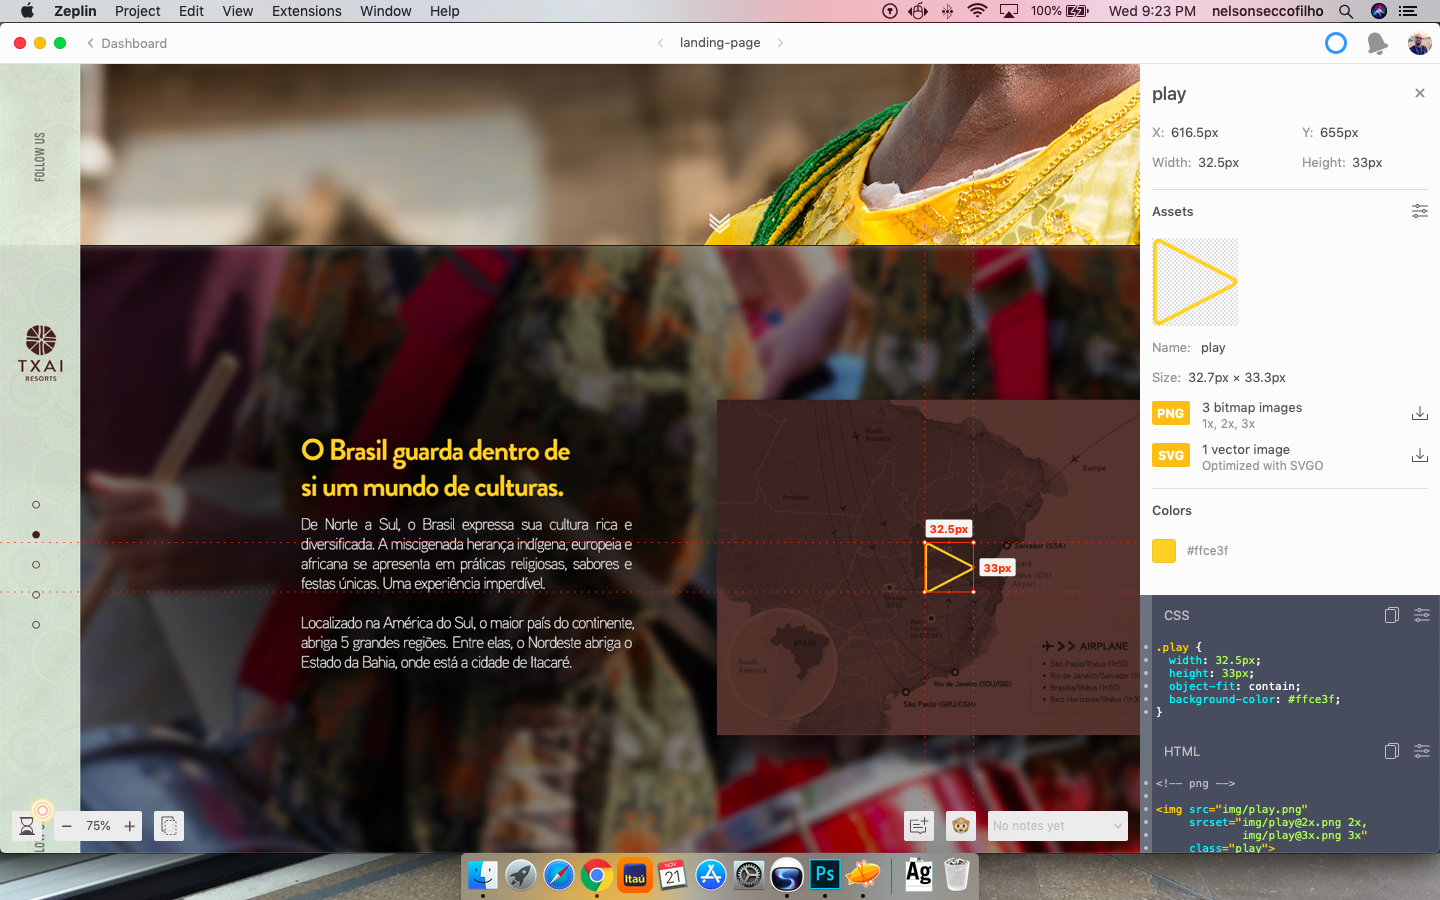 Zeplin Project Edit View Extensions Window Help
100% Wed 9:23 PM nelsonseccofilho
Dashboard
landing-page
FOLLOW US
TXAI
RESORTS
O Brasil guarda dentro de
si um mundo de culturas.
De Norte a Sul, o Brasil expressa sua cultura rica e
diversificada. A miscigenada herança indígena, europeia e
africana se apresenta em práticas religiosas, sabores e
festas únicas. Uma experiência imperdível.
Localizado na América do Sul, o maior país do continente,
abriga 5 grandes regiões. Entre elas, o Nordeste abriga o
Estado da Bahia, onde está a cidade de Itacaré.
North
America
Europe
Amazônia
32.5px
33px
Salvador (SSA)
Airport
Brasília
BRAZIL
South
America
AIRPLANE
São Paulo/Ilhéus (1h50)
Rio de Janeiro/Salvador
Brasília/Ilhéus (1h50)
Belo Horizonte/Ilhéus
Rio de Janeiro (SDU/GIG)
São Paulo (GRU/CGH)
75%
No notes yet
play
X: 616.5px Y: 655px
Width: 32.5px Height: 33px
Assets
Name: play
Size: 32.7px × 33.3px
PNG 3 bitmap images
1x, 2x, 3x
SVG 1 vector image
Optimized with SVGO
Colors
#ffce3f
CSS
.play {
width: 32.5px;
height: 33px;
object-fit: contain;
background-color: #ffce3f;
}
HTML
<!-- png -->
<img src="img/play.png"
srcset="img/play@2x.png 2x,
img/play@3x.png 3x"
class="play">
Itaú
NOV
21
Ps
Ag